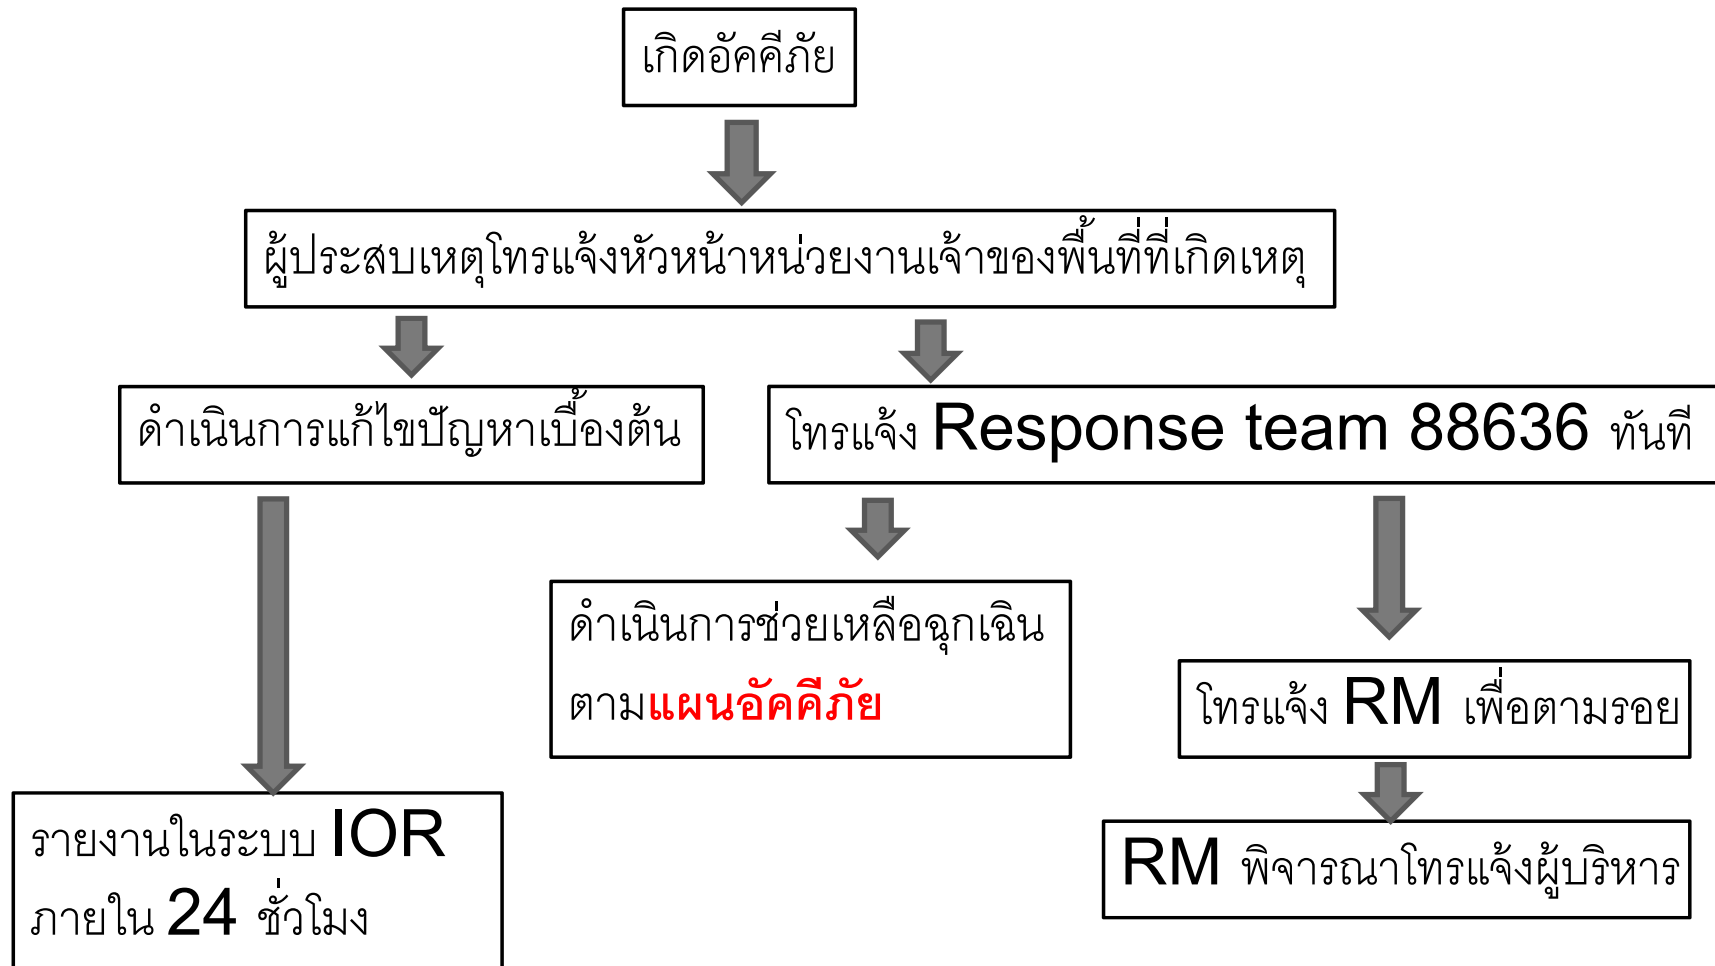 เกิดอัคคีภัย
ผู้ประสบเหตุโทรแจ้งหัวหน้าหน่วยงานเจ้าของพื้นที่ที่เกิดเหตุ
ดำเนินการแก้ไขปัญหาเบื้องต้น
โทรแจ้ง Response team 88636 ทันที
ดำเนินการช่วยเหลือฉุกเฉิน
ตามแผนอัคคีภัย
โทรแจ้ง RM เพื่อตามรอย
รายงานในระบบ IOR
ภายใน 24 ชั่วโมง
RM พิจารณาโทรแจ้งผู้บริหาร